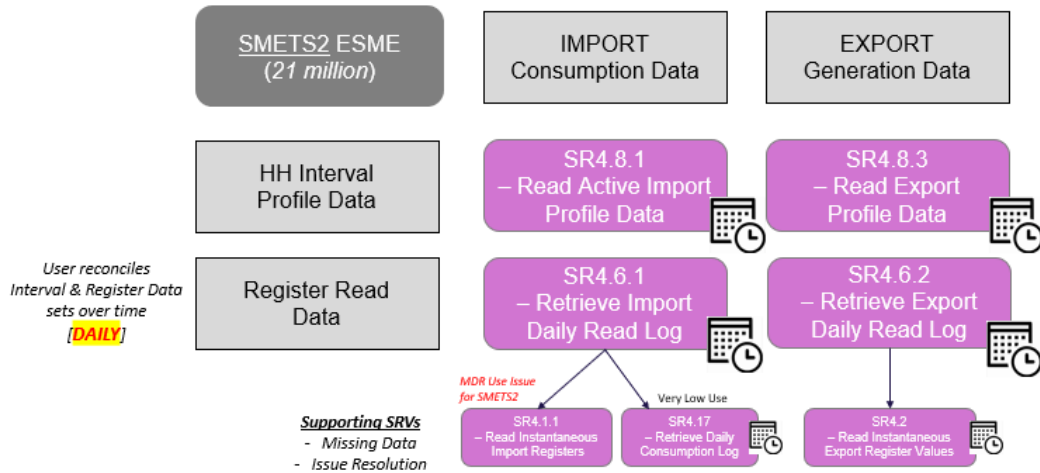 SMETS2 ESME
(21 million)
IMPORT
Consumption Data
EXPORT
Generation Data
HH Interval
Profile Data
SR4.8.1
– Read Active Import
Profile Data
SR4.8.3
– Read Export
Profile Data
User reconciles
Interval & Register Data
sets over time
[DAILY]
Register Read
Data
SR4.6.1
– Retrieve Import
Daily Read Log
SR4.6.2
– Retrieve Export
Daily Read Log
MDR Use Issue
for SMETS2
Very Low Use
Supporting SRVs
- Missing Data
- Issue Resolution
SR4.1.1
– Read Instantaneous
Import Registers
SR4.17
– Retrieve Daily
Consumption Log
SR4.2
– Read Instantaneous
Export Register Values